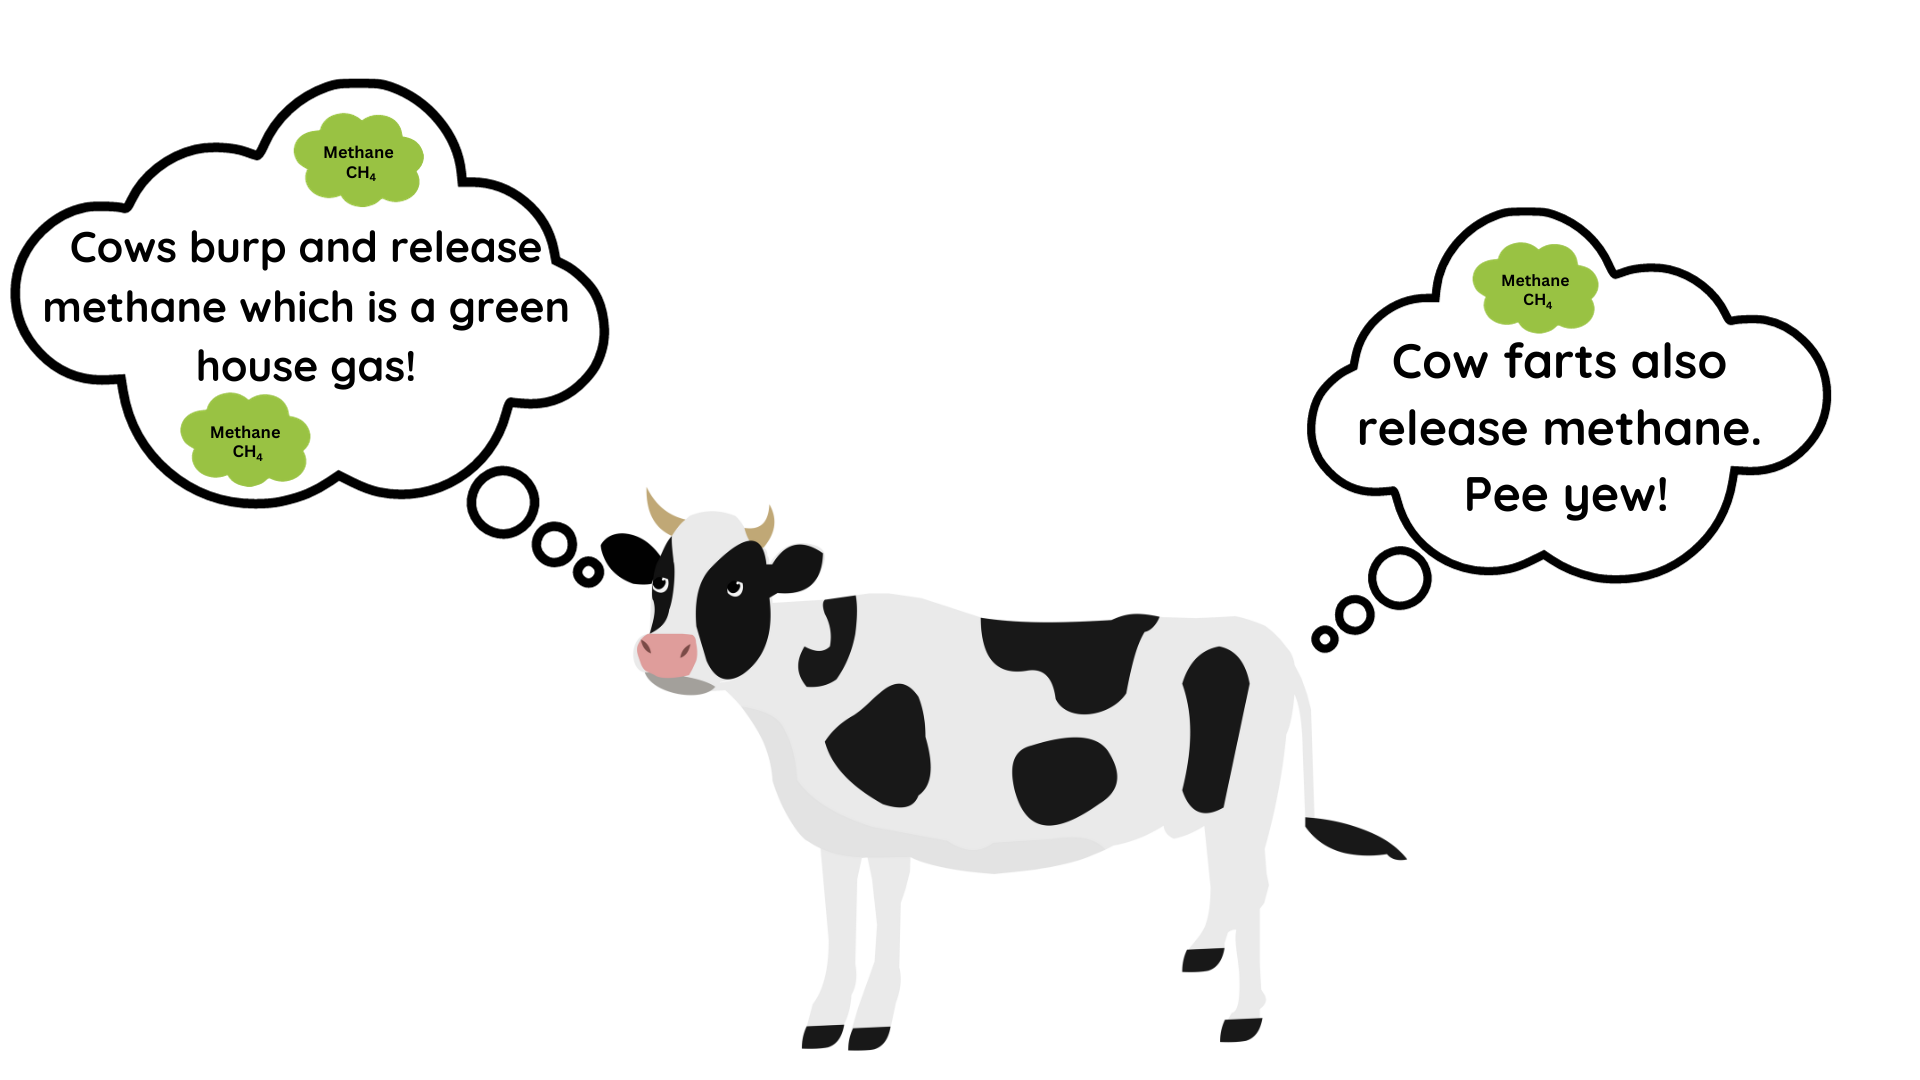 Methane
CH₄
Cows burp and release
methane which is a green
house gas!
Methane
CH₄
Methane
CH₄
Cow farts also
release methane.
Pee yew!